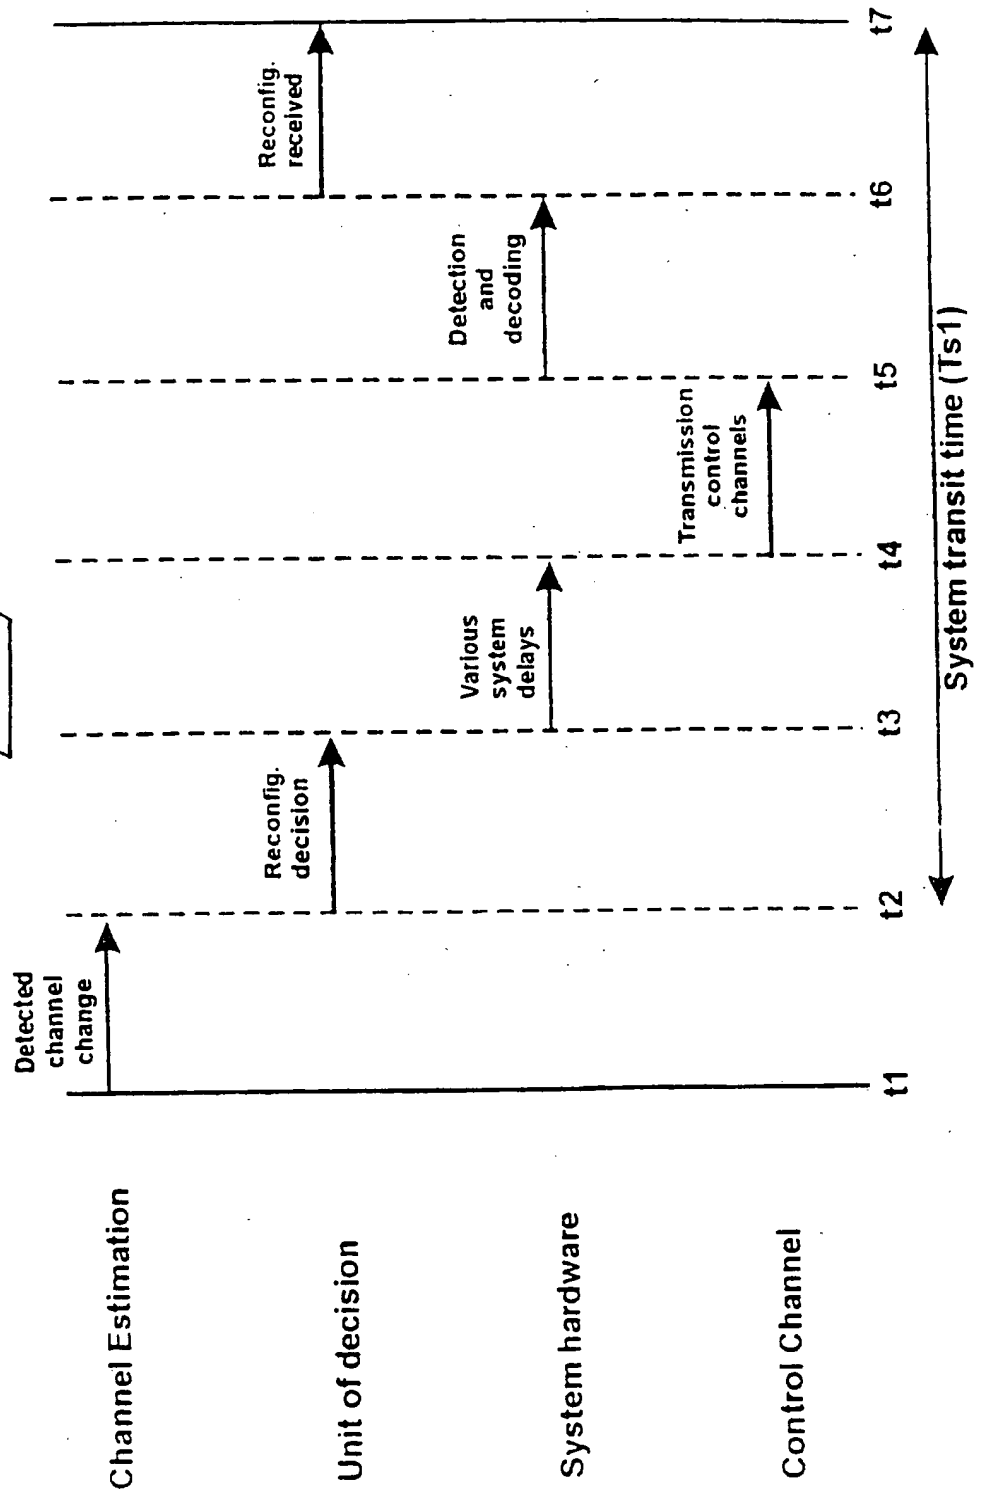 Channel Estimation
Detected
channel
change
Unit of decision
Reconfig.
decision
Reconfig.
received
System hardware
Various
system
delays
Detection
and
decoding
Control Channel
Transmission
control
channels
t1
t2
t3
t4
t5
t6
t7
System transit time (Ts1)